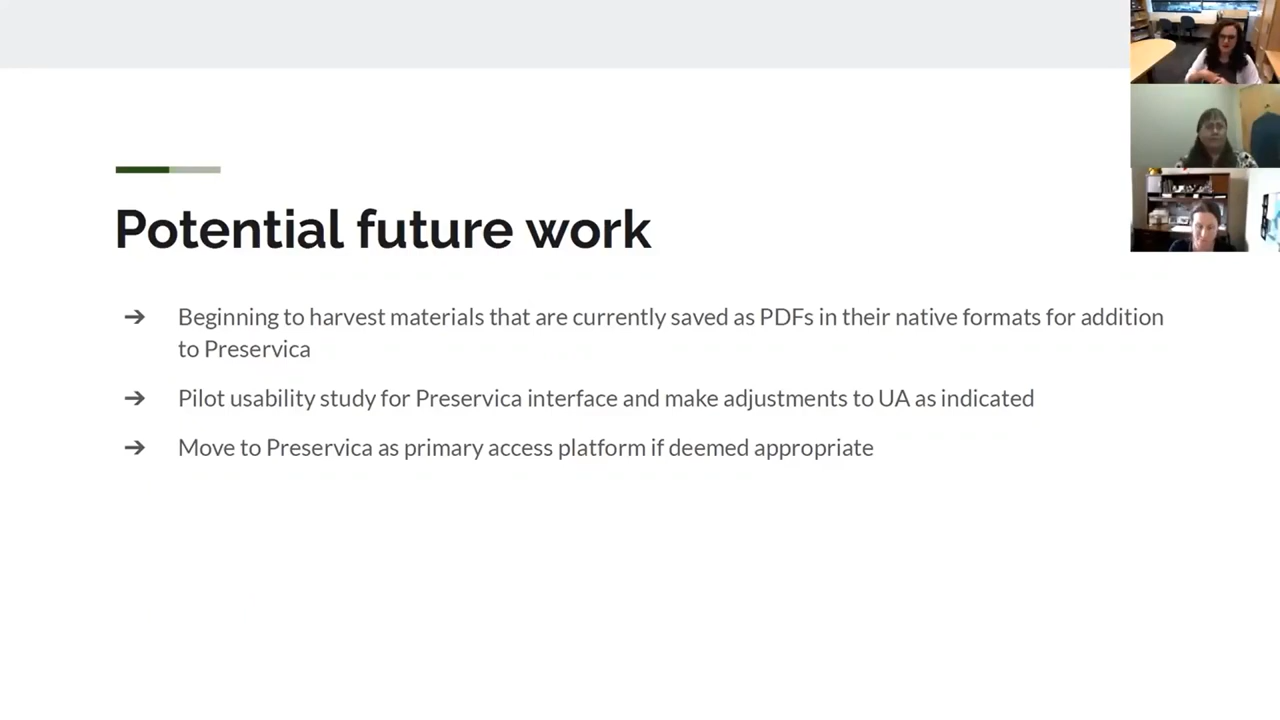 Potential future work
➔ Beginning to harvest materials that are currently saved as PDFs in their native formats for addition
to Preservica
➔ Pilot usability study for Preservica interface and make adjustments to UA as indicated
➔ Move to Preservica as primary access platform if deemed appropriate